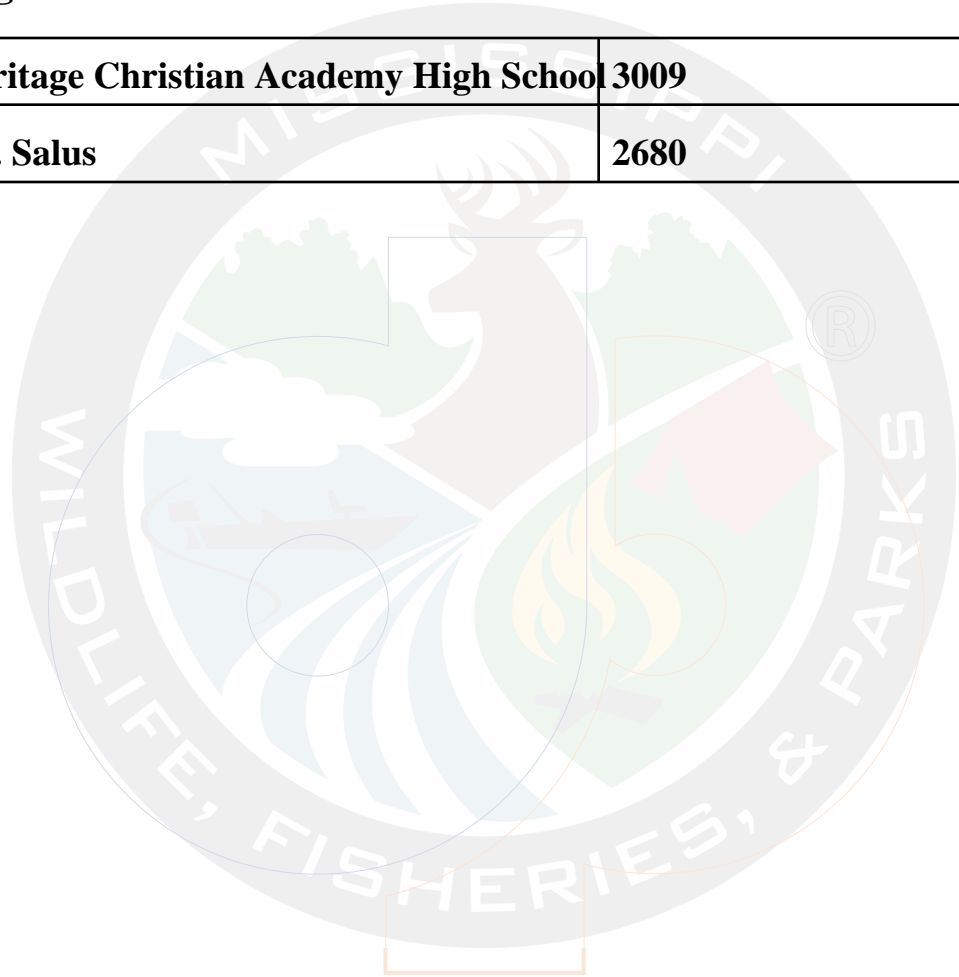 ritage Christian Academy High School 3009
. Salus 2680
MISSISSIPPI
WILDLIFE, FISHERIES, & PARKS
®